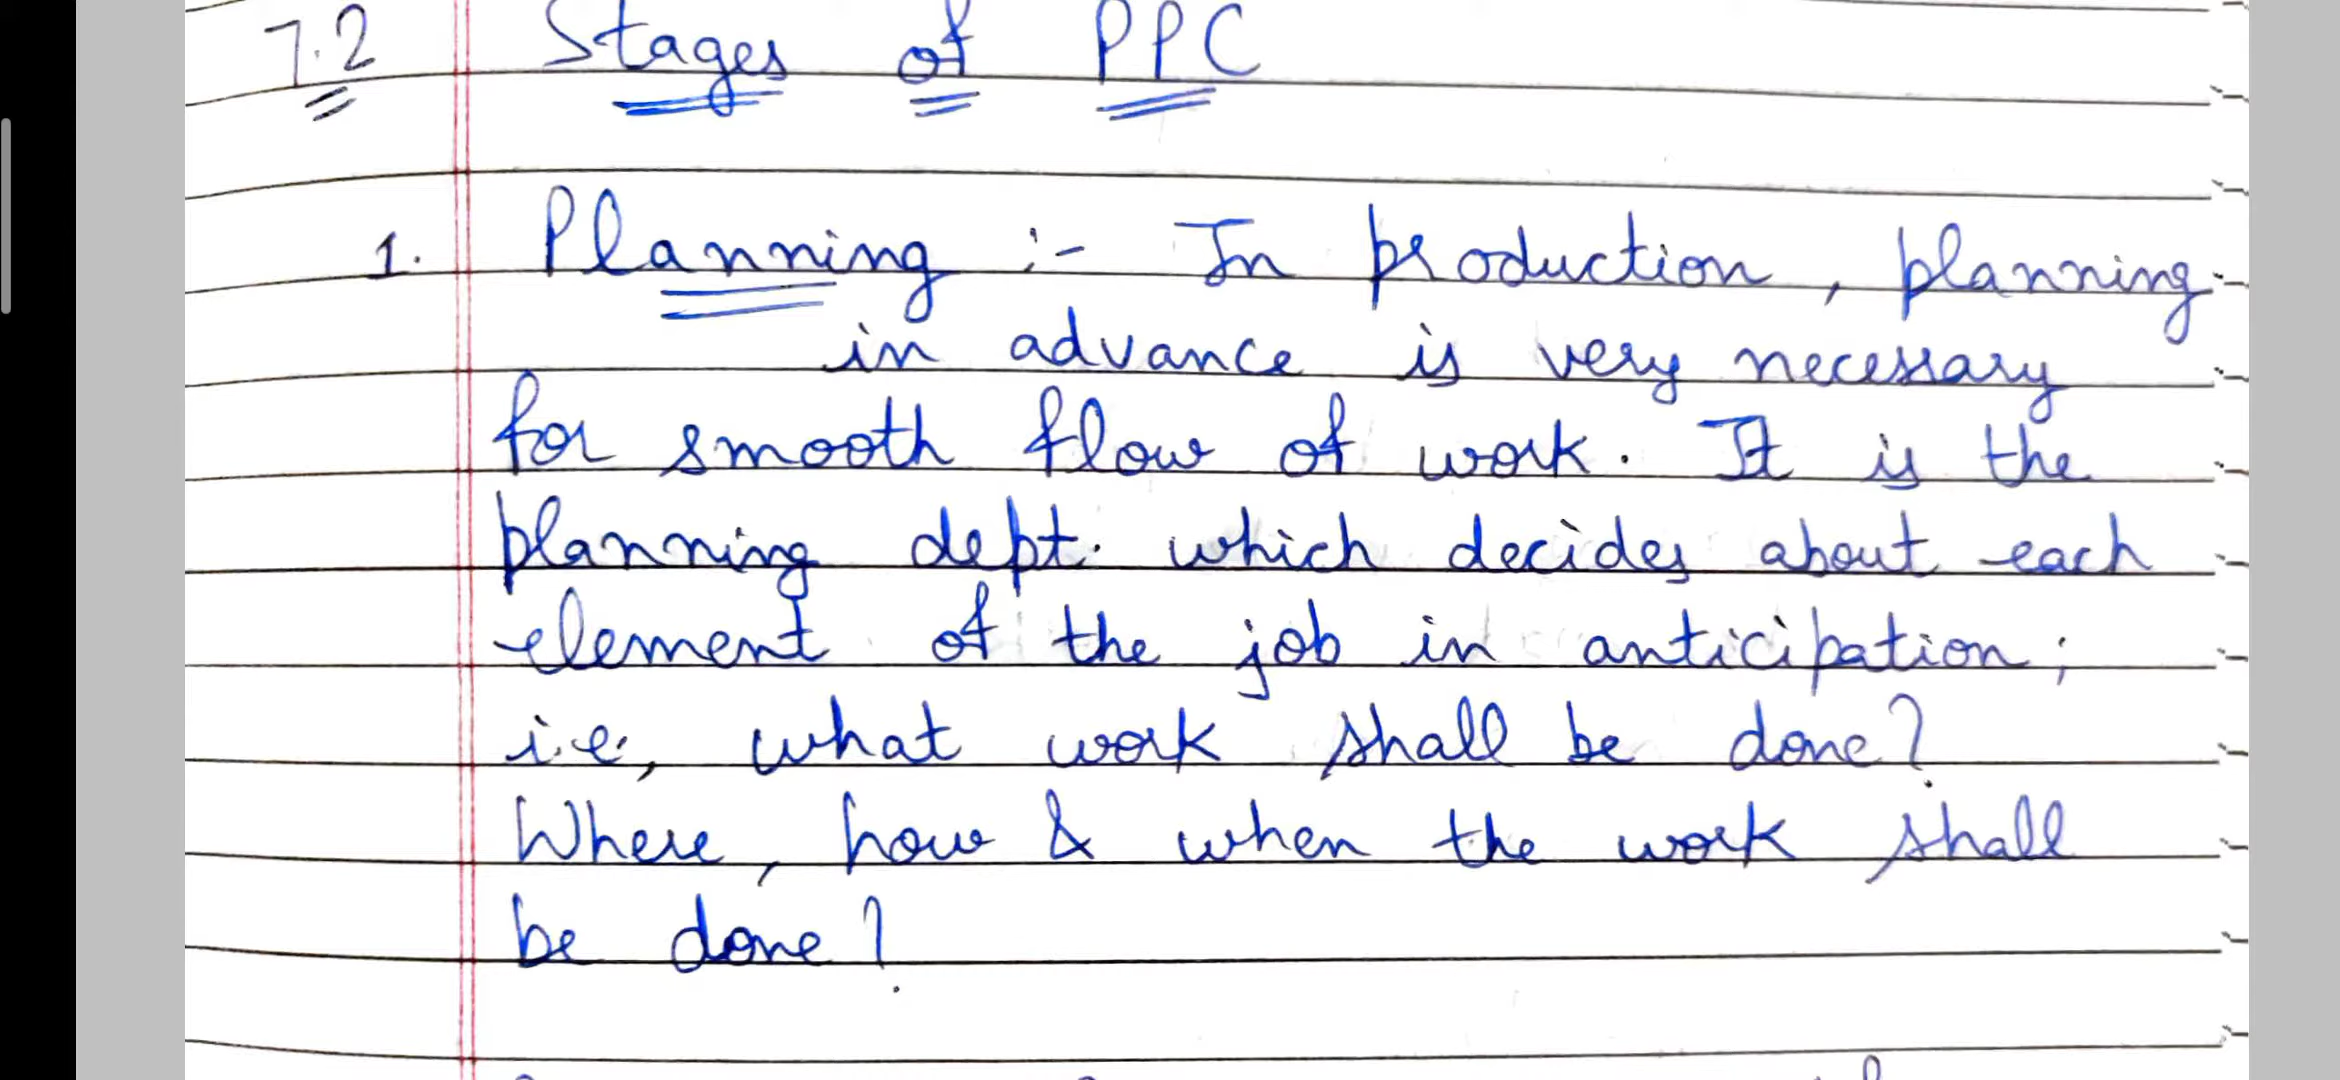 7.2 Stages of PPC
1. Planning :- In production, planning
in advance is very necessary
for smooth flow of work. It is the
planning dept. which decides about each
element of the job in anticipation;
i.e., what work shall be done?
Where, how & when the work shall
be done?